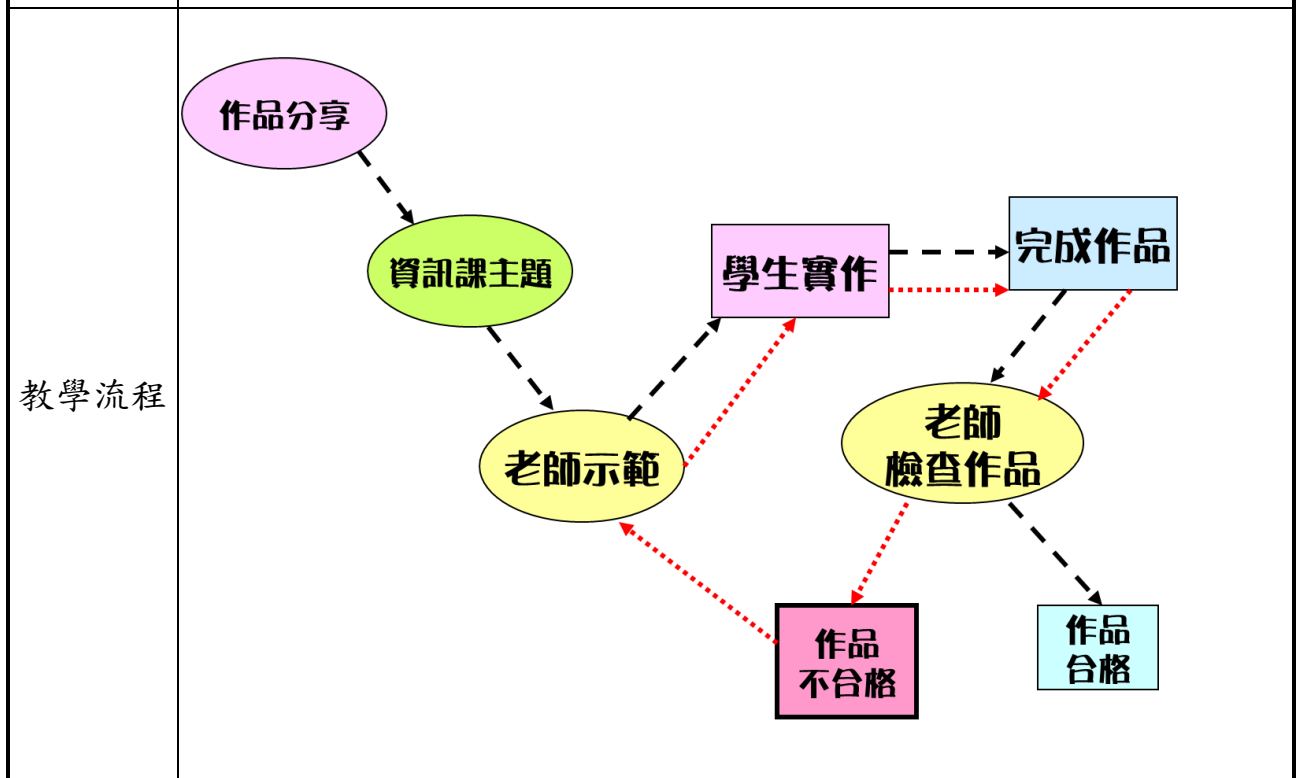 教學流程
作品分享
資訊課主題
老師示範
學生實作
完成作品
老師
檢查作品
作品
不合格
作品
合格